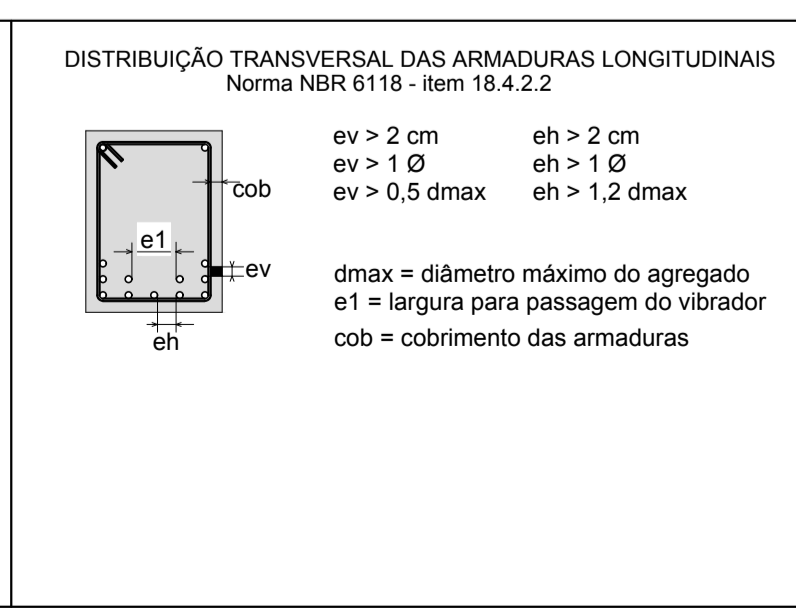 DISTRIBUIÇÃO TRANSVERSAL DAS ARMADURAS LONGITUDINAIS
Norma NBR 6118 - item 18.4.2.2
ev > 2 cm eh > 2 cm
ev > 1 Ø eh > 1 Ø
ev > 0,5 dmax eh > 1,2 dmax
cob
e1
ev
eh
dmax = diâmetro máximo do agregado
e1 = largura para passagem do vibrador
cob = cobrimento das armaduras